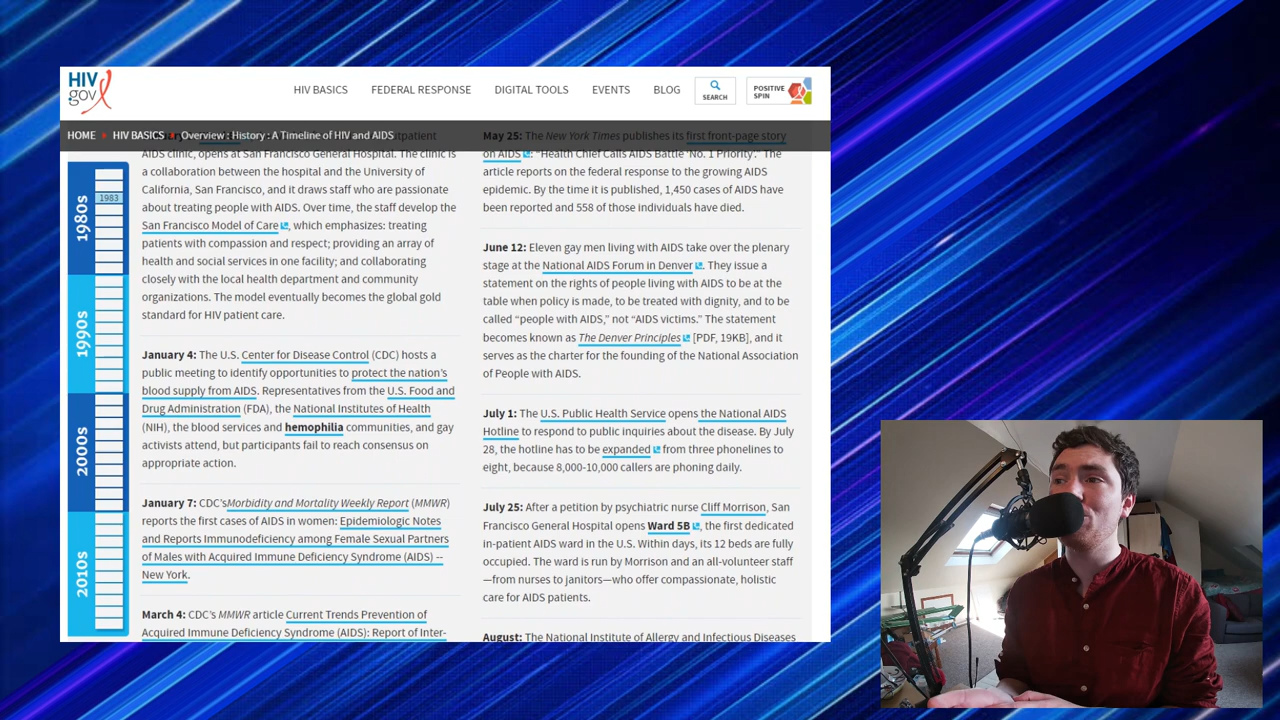 HIV
gov
HIV BASICS
FEDERAL RESPONSE
DIGITAL TOOLS
EVENTS
BLOG
SEARCH
POSITIVE
SPIN
HOME • HIV BASICS • Overview : History : A Timeline of HIV and AIDS
1980s
1983
1990s
2000s
2010s
AIDS clinic, opens at San Francisco General Hospital. The clinic is
a collaboration between the hospital and the University of
California, San Francisco, and it draws staff who are passionate
about treating people with AIDS. Over time, the staff develop the
San Francisco Model of Care, which emphasizes: treating
patients with compassion and respect; providing an array of
health and social services in one facility; and collaborating
closely with the local health department and community
organizations. The model eventually becomes the global gold
standard for HIV patient care.
January 4: The U.S. Center for Disease Control (CDC) hosts a
public meeting to identify opportunities to protect the nation's
blood supply from AIDS. Representatives from the U.S. Food and
Drug Administration (FDA), the National Institutes of Health
(NIH), the blood services and hemophilia communities, and gay
activists attend, but participants fail to reach consensus on
appropriate action.
January 7: CDC's Morbidity and Mortality Weekly Report (MMWR)
reports the first cases of AIDS in women: Epidemiologic Notes
and Reports Immunodeficiency among Female Sexual Partners
of Males with Acquired Immune Deficiency Syndrome (AIDS) --
New York.
March 4: CDC's MMWR article Current Trends Prevention of
Acquired Immune Deficiency Syndrome (AIDS): Report of Inter-
May 25: The New York Times publishes its first front-page story
on AIDS: “Health Chief Calls AIDS Battle ‘No. 1 Priority’.” The
article reports on the federal response to the growing AIDS
epidemic. By the time it is published, 1,450 cases of AIDS have
been reported and 558 of those individuals have died.
June 12: Eleven gay men living with AIDS take over the plenary
stage at the National AIDS Forum in Denver. They issue a
statement on the rights of people living with AIDS to be at the
table when policy is made, to be treated with dignity, and to be
called “people with AIDS,” not “AIDS victims.” The statement
becomes known as The Denver Principles [PDF, 19KB], and it
serves as the charter for the founding of the National Association
of People with AIDS.
July 1: The U.S. Public Health Service opens the National AIDS
Hotline to respond to public inquiries about the disease. By July
28, the hotline has to be expanded from three phonelines to
eight, because 8,000-10,000 callers are phoning daily.
July 25: After a petition by psychiatric nurse Cliff Morrison, San
Francisco General Hospital opens Ward 5B, the first dedicated
in-patient AIDS ward in the U.S. Within days, its 12 beds are fully
occupied. The ward is run by Morrison and an all-volunteer staff
—from nurses to janitors—who offer compassionate, holistic
care for AIDS patients.
August: The National Institute of Allergy and Infectious Diseases